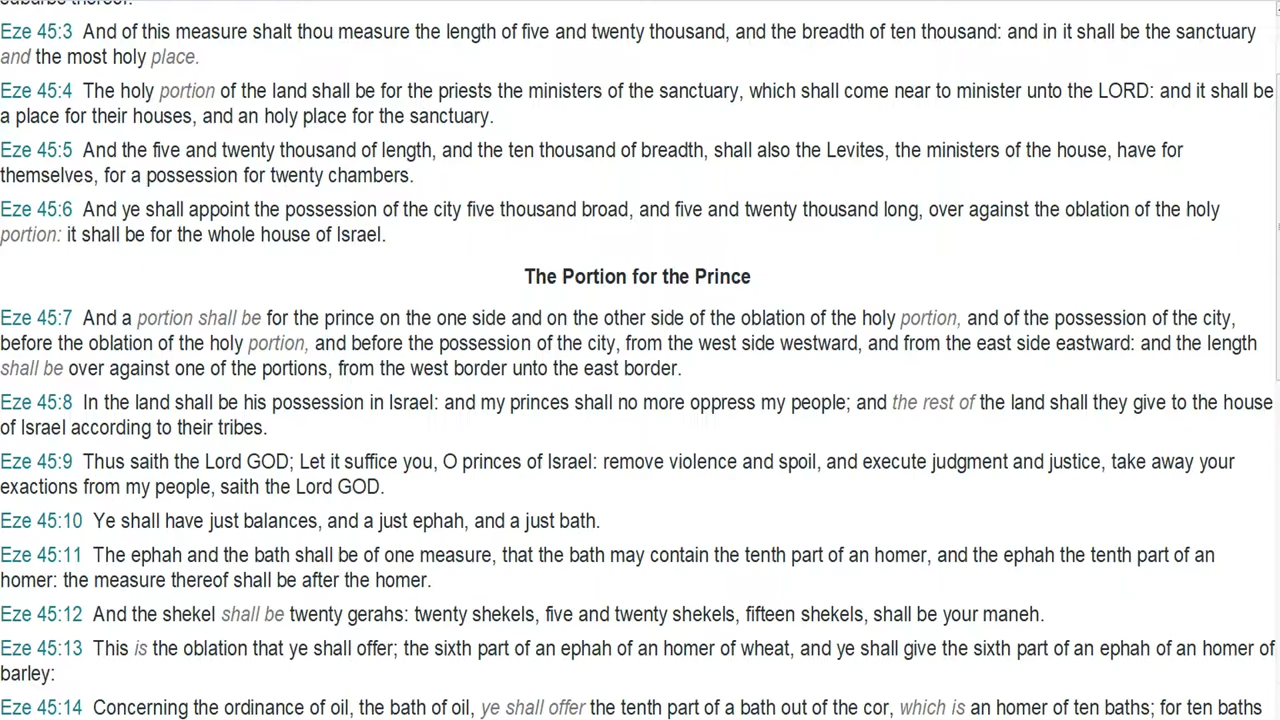 suburbs thereof.
Eze 45:3 And of this measure shalt thou measure the length of five and twenty thousand, and the breadth of ten thousand: and in it shall be the sanctuary
and the most holy place.
Eze 45:4 The holy portion of the land shall be for the priests the ministers of the sanctuary, which shall come near to minister unto the LORD: and it shall be
a place for their houses, and an holy place for the sanctuary.
Eze 45:5 And the five and twenty thousand of length, and the ten thousand of breadth, shall also the Levites, the ministers of the house, have for
themselves, for a possession for twenty chambers.
Eze 45:6 And ye shall appoint the possession of the city five thousand broad, and five and twenty thousand long, over against the oblation of the holy
portion: it shall be for the whole house of Israel.
The Portion for the Prince
Eze 45:7 And a portion shall be for the prince on the one side and on the other side of the oblation of the holy portion, and of the possession of the city,
before the oblation of the holy portion, and before the possession of the city, from the west side westward, and from the east side eastward: and the length
shall be over against one of the portions, from the west border unto the east border.
Eze 45:8 In the land shall be his possession in Israel: and my princes shall no more oppress my people; and the rest of the land shall they give to the house
of Israel according to their tribes.
Eze 45:9 Thus saith the Lord GOD; Let it suffice you, O princes of Israel: remove violence and spoil, and execute judgment and justice, take away your
exactions from my people, saith the Lord GOD.
Eze 45:10 Ye shall have just balances, and a just ephah, and a just bath.
Eze 45:11 The ephah and the bath shall be of one measure, that the bath may contain the tenth part of an homer, and the ephah the tenth part of an
homer: the measure thereof shall be after the homer.
Eze 45:12 And the shekel shall be twenty gerahs: twenty shekels, five and twenty shekels, fifteen shekels, shall be your maneh.
Eze 45:13 This is the oblation that ye shall offer; the sixth part of an ephah of an homer of wheat, and ye shall give the sixth part of an ephah of an homer of
barley:
Eze 45:14 Concerning the ordinance of oil, the bath of oil, ye shall offer the tenth part of a bath out of the cor, which is an homer of ten baths; for ten baths